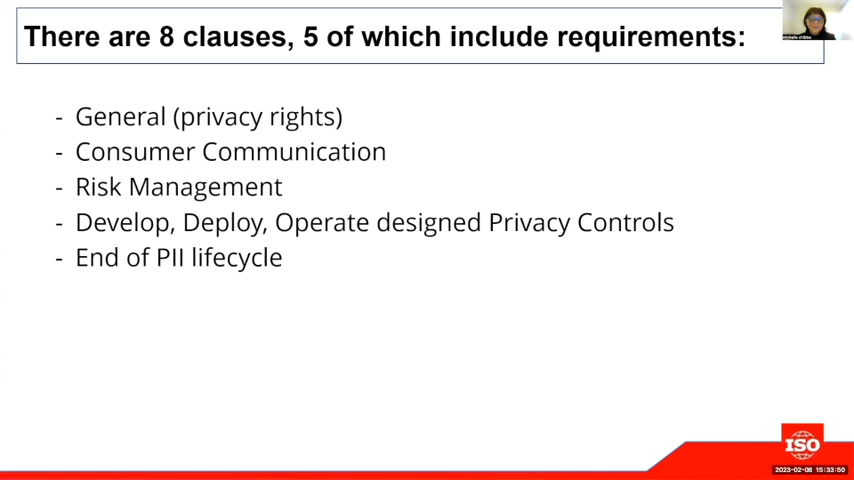 There are 8 clauses, 5 of which include requirements:
- General (privacy rights)
- Consumer Communication
- Risk Management
- Develop, Deploy, Operate designed Privacy Controls
- End of PII lifecycle
ISO
2023-02-08 15:33:50